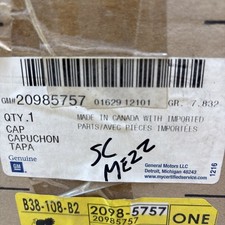 GM# 20985757 01629 12101 GR. 7.832
QTY.1 MADE IN CANADA WITH IMPORTED
CAP PARTS/AVEC PIÈCES IMPORTÉES
CAPUCHON
TAPA
SC
MEZZ
GM
Genuine
General Motors LLC
Detroit, Michigan 48243
www.mycertifiedservice.com
1216
B38-108-B2 2098-5757 ONE